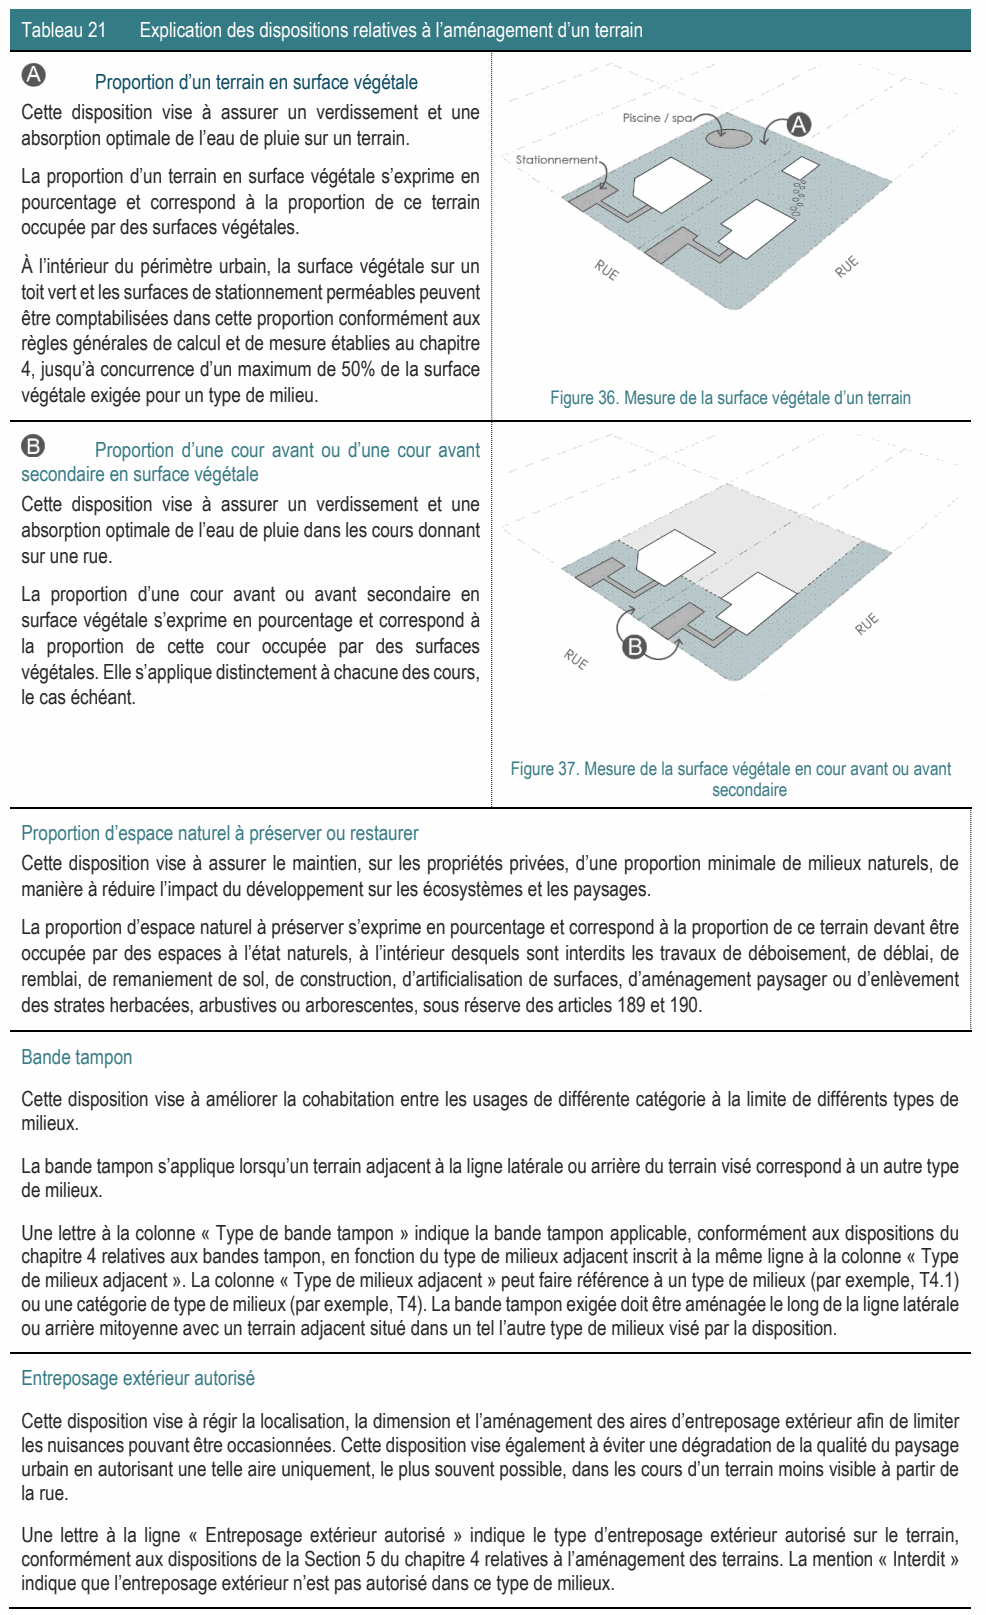 Tableau 21 Explication des dispositions relatives à l’aménagement d’un terrain
A Proportion d’un terrain en surface végétale
Cette disposition vise à assurer un verdissement et une
absorption optimale de l’eau de pluie sur un terrain.
La proportion d’un terrain en surface végétale s’exprime en
pourcentage et correspond à la proportion de ce terrain
occupée par des surfaces végétales.
À l’intérieur du périmètre urbain, la surface végétale sur un
toit vert et les surfaces de stationnement perméables peuvent
être comptabilisées dans cette proportion conformément aux
règles générales de calcul et de mesure établies au chapitre
4, jusqu’à concurrence d’un maximum de 50% de la surface
végétale exigée pour un type de milieu.
Piscine / spa
A
Stationnement
RUE
RUE
Figure 36. Mesure de la surface végétale d’un terrain
B Proportion d’une cour avant ou d’une cour avant
secondaire en surface végétale
Cette disposition vise à assurer un verdissement et une
absorption optimale de l’eau de pluie dans les cours donnant
sur une rue.
La proportion d’une cour avant ou avant secondaire en
surface végétale s’exprime en pourcentage et correspond à
la proportion de cette cour occupée par des surfaces
végétales. Elle s’applique distinctement à chacune des cours,
le cas échéant.
RUE
B
RUE
Figure 37. Mesure de la surface végétale en cour avant ou avant
secondaire
Proportion d’espace naturel à préserver ou restaurer
Cette disposition vise à assurer le maintien, sur les propriétés privées, d’une proportion minimale de milieux naturels, de
manière à réduire l’impact du développement sur les écosystèmes et les paysages.
La proportion d’espace naturel à préserver s’exprime en pourcentage et correspond à la proportion de ce terrain devant être
occupée par des espaces à l’état naturels, à l’intérieur desquels sont interdits les travaux de déboisement, de déblai, de
remblai, de remaniement de sol, de construction, d’artificialisation de surfaces, d’aménagement paysager ou d’enlèvement
des strates herbacées, arbustives ou arborescentes, sous réserve des articles 189 et 190.
Bande tampon
Cette disposition vise à améliorer la cohabitation entre les usages de différente catégorie à la limite de différents types de
milieux.
La bande tampon s’applique lorsqu’un terrain adjacent à la ligne latérale ou arrière du terrain visé correspond à un autre type
de milieux.
Une lettre à la colonne « Type de bande tampon » indique la bande tampon applicable, conformément aux dispositions du
chapitre 4 relatives aux bandes tampon, en fonction du type de milieux adjacent inscrit à la même ligne à la colonne « Type
de milieux adjacent ». La colonne « Type de milieux adjacent » peut faire référence à un type de milieux (par exemple, T4.1)
ou une catégorie de type de milieux (par exemple, T4). La bande tampon exigée doit être aménagée le long de la ligne latérale
ou arrière mitoyenne avec un terrain adjacent situé dans un tel l’autre type de milieux visé par la disposition.
Entreposage extérieur autorisé
Cette disposition vise à régir la localisation, la dimension et l’aménagement des aires d’entreposage extérieur afin de limiter
les nuisances pouvant être occasionnées. Cette disposition vise également à éviter une dégradation de la qualité du paysage
urbain en autorisant une telle aire uniquement, le plus souvent possible, dans les cours d’un terrain moins visible à partir de
la rue.
Une lettre à la ligne « Entreposage extérieur autorisé » indique le type d’entreposage extérieur autorisé sur le terrain,
conformément aux dispositions de la Section 5 du chapitre 4 relatives à l’aménagement des terrains. La mention « Interdit »
indique que l’entreposage extérieur n’est pas autorisé dans ce type de milieux.